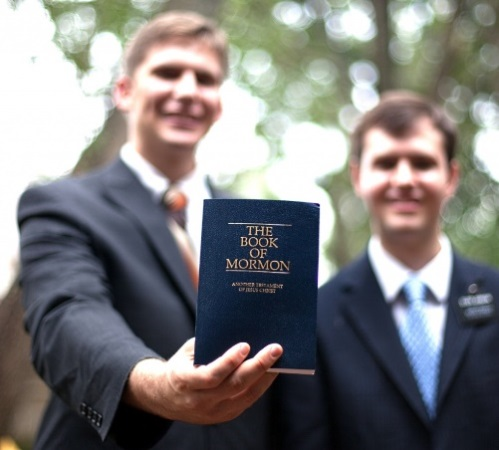 THE
BOOK
OF
MORMON
ANOTHER TESTAMENT
OF JESUS CHRIST